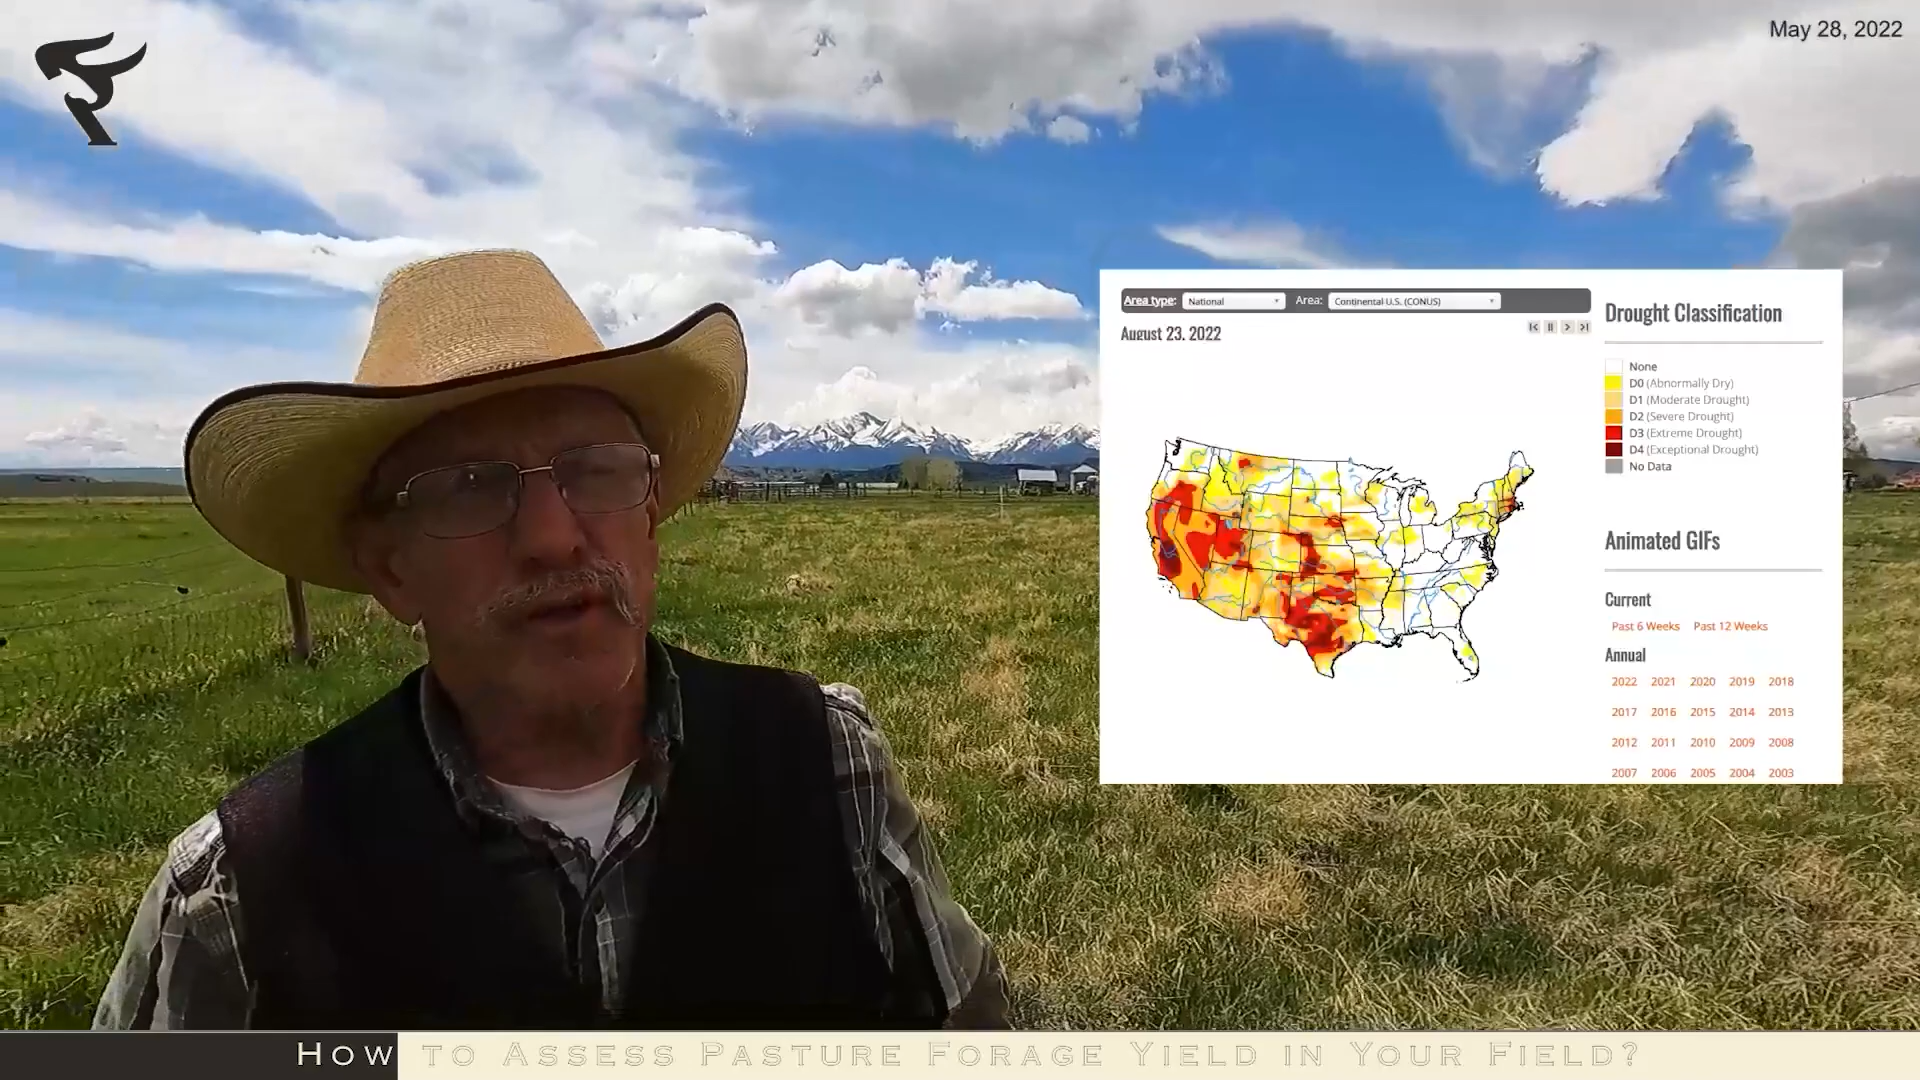 May 28, 2022
Area type: National Area: Continental U.S. (CONUS)
August 23, 2022
Drought Classification
None
D0 (Abnormally Dry)
D1 (Moderate Drought)
D2 (Severe Drought)
D3 (Extreme Drought)
D4 (Exceptional Drought)
No Data
Animated GIFs
Current
Past 6 Weeks Past 12 Weeks
Annual
2022 2021 2020 2019 2018
2017 2016 2015 2014 2013
2012 2011 2010 2009 2008
2007 2006 2005 2004 2003
How to Assess Pasture Forage Yield in Your Field?